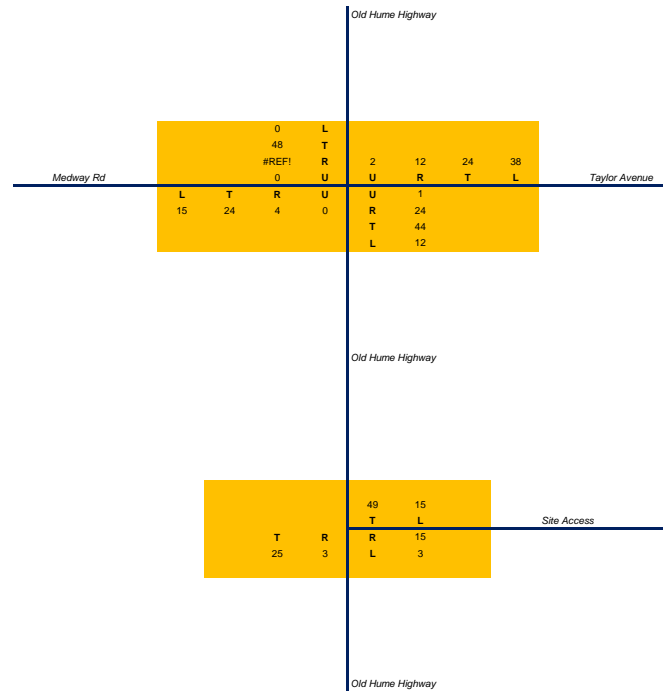 Old Hume Highway
0 L
48 T
#REF! R 2 12 24 38
Medway Rd 0 U U R T L Taylor Avenue
L T R U U 1
15 24 4 0 R 24
T 44
L 12
Old Hume Highway
49 15
T L Site Access
T R R 15
25 3 L 3
Old Hume Highway